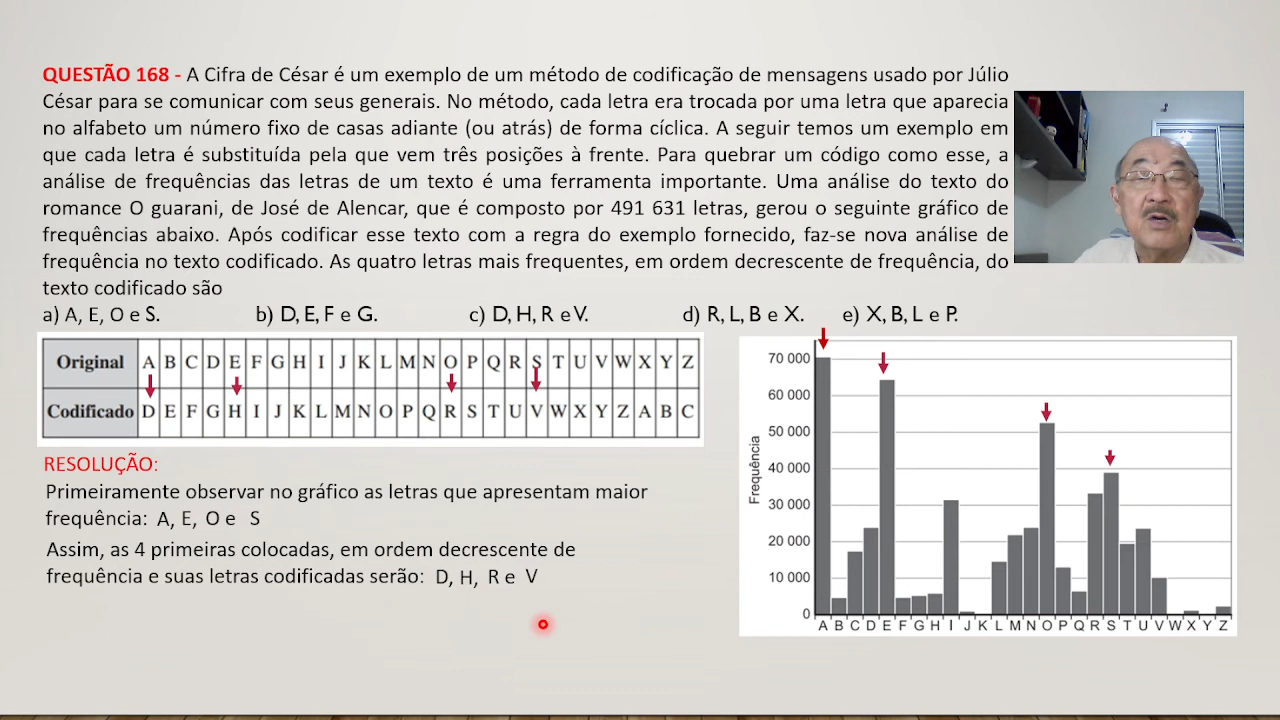 QUESTÃO 168 - A Cifra de César é um exemplo de um método de codificação de mensagens usado por Júlio
César para se comunicar com seus generais. No método, cada letra era trocada por uma letra que aparecia
no alfabeto um número fixo de casas adiante (ou atrás) de forma cíclica. A seguir temos um exemplo em
que cada letra é substituída pela que vem três posições à frente. Para quebrar um código como esse, a
análise de frequências das letras de um texto é uma ferramenta importante. Uma análise do texto do
romance O guarani, de José de Alencar, que é composto por 491 631 letras, gerou o seguinte gráfico de
frequências abaixo. Após codificar esse texto com a regra do exemplo fornecido, faz-se nova análise de
frequência no texto codificado. As quatro letras mais frequentes, em ordem decrescente de frequência, do
texto codificado são
a) A, E, O e S. b) D, E, F e G. c) D, H, R e V. d) R, L, B e X. e) X, B, L e P.
Original A B C D E F G H I J K L M N O P Q R S T U V W X Y Z
Codificado D E F G H I J K L M N O P Q R S T U V W X Y Z A B C
RESOLUÇÃO:
Primeiramente observar no gráfico as letras que apresentam maior
frequência: A, E, O e S
Assim, as 4 primeiras colocadas, em ordem decrescente de
frequência e suas letras codificadas serão: D, H, R e V
Frequência
70 000
60 000
50 000
40 000
30 000
20 000
10 000
0
A B C D E F G H I J K L M N O P Q R S T U V W X Y Z